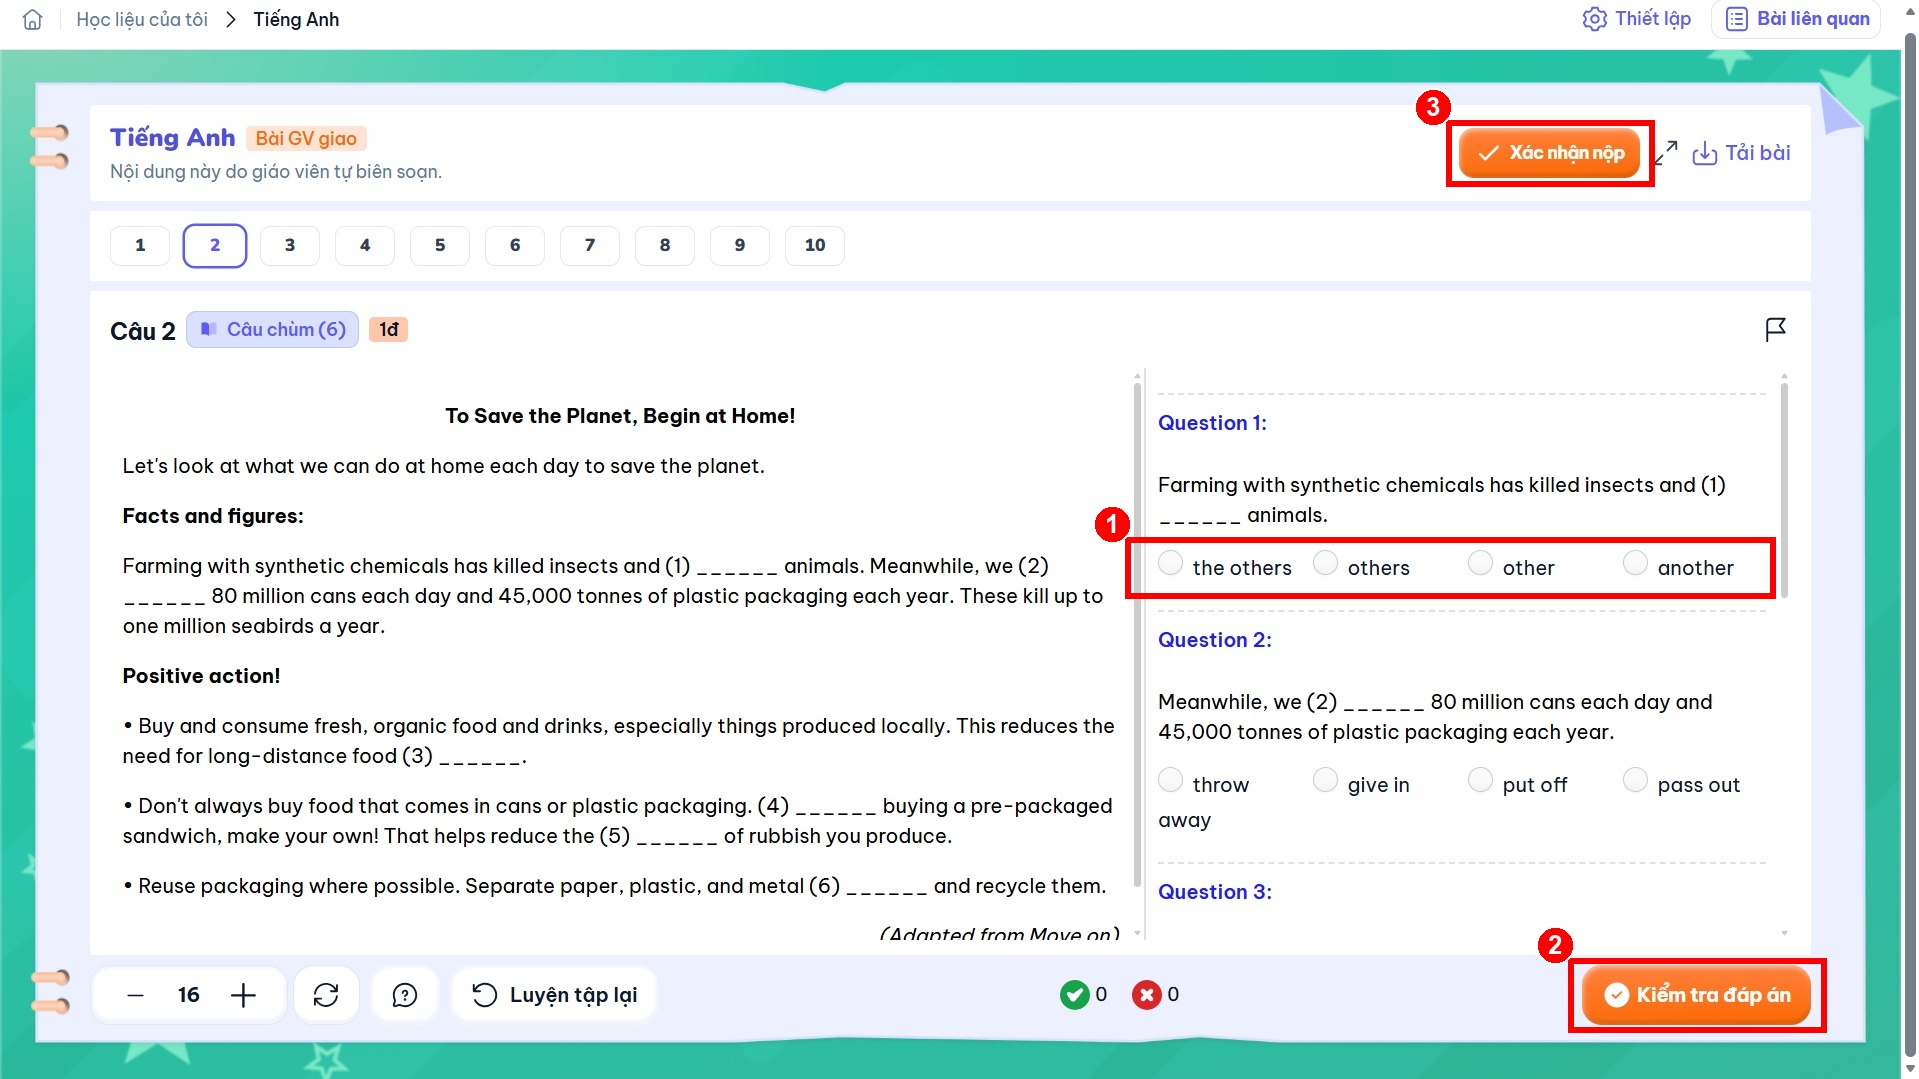 Học liệu của tôi > Tiếng Anh
Thiết lập
Bài liên quan
3
Tiếng Anh Bài GV giao
Nội dung này do giáo viên tự biên soạn.
Xác nhận nộp
Tải bài
1 2 3 4 5 6 7 8 9 10
Câu 2 Câu chùm (6) 1đ
To Save the Planet, Begin at Home!
Let's look at what we can do at home each day to save the planet.
Facts and figures:
Farming with synthetic chemicals has killed insects and (1) ______ animals. Meanwhile, we (2)
______ 80 million cans each day and 45,000 tonnes of plastic packaging each year. These kill up to
one million seabirds a year.
Positive action!
• Buy and consume fresh, organic food and drinks, especially things produced locally. This reduces the
need for long-distance food (3) ______.
• Don't always buy food that comes in cans or plastic packaging. (4) ______ buying a pre-packaged
sandwich, make your own! That helps reduce the (5) ______ of rubbish you produce.
• Reuse packaging where possible. Separate paper, plastic, and metal (6) ______ and recycle them.
(Adapted from Move on)
Question 1:
Farming with synthetic chemicals has killed insects and (1)
______ animals.
1
the others others other another
Question 2:
Meanwhile, we (2) ______ 80 million cans each day and
45,000 tonnes of plastic packaging each year.
throw give in put off pass out
away
Question 3:
2
16
Luyện tập lại
0 0
Kiểm tra đáp án